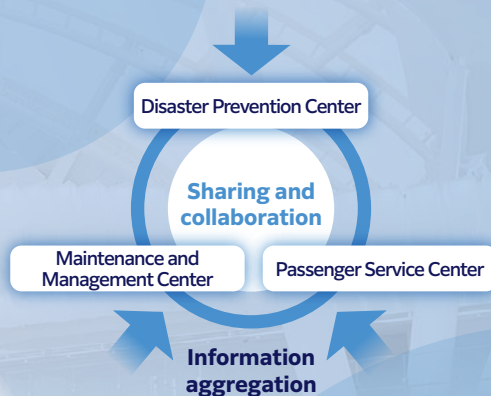 Disaster Prevention Center
Sharing and
collaboration
Maintenance and
Management Center
Passenger Service Center
Information
aggregation